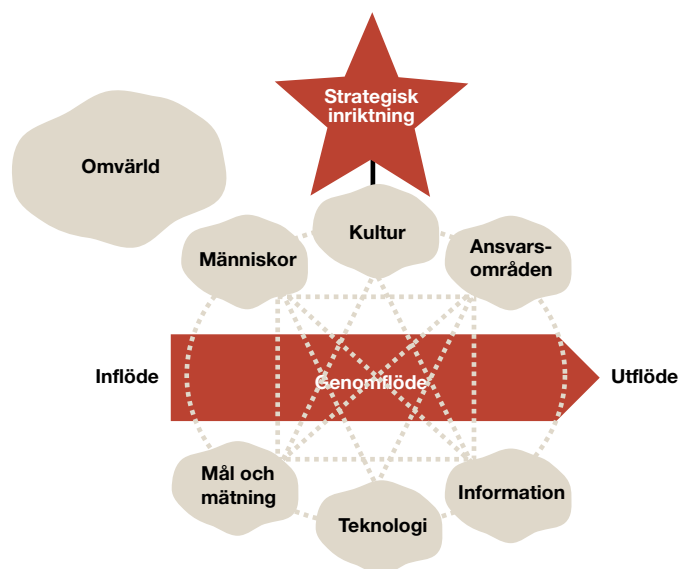 Strategisk
inriktning
Omvärld
Kultur
Människor
Ansvars-
områden
Inflöde
Genomflöde
Utflöde
Mål och
mätning
Teknologi
Information